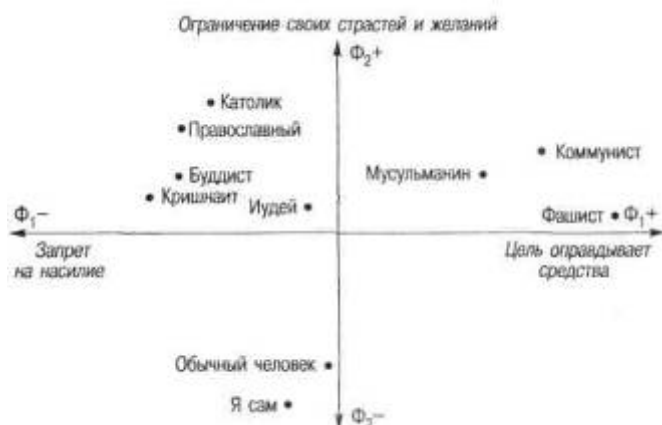 Ограничение своих страстей и желаний
Ф₂+
• Католик
• Православный
• Коммунист
• Буддист
Мусульманин •
• Кришнаит
Иудей •
Ф₁−
Фашист • Ф₁+
Запрет
на насилие
Цель оправдывает
средства
Обычный человек •
Я сам •
Ф₂−